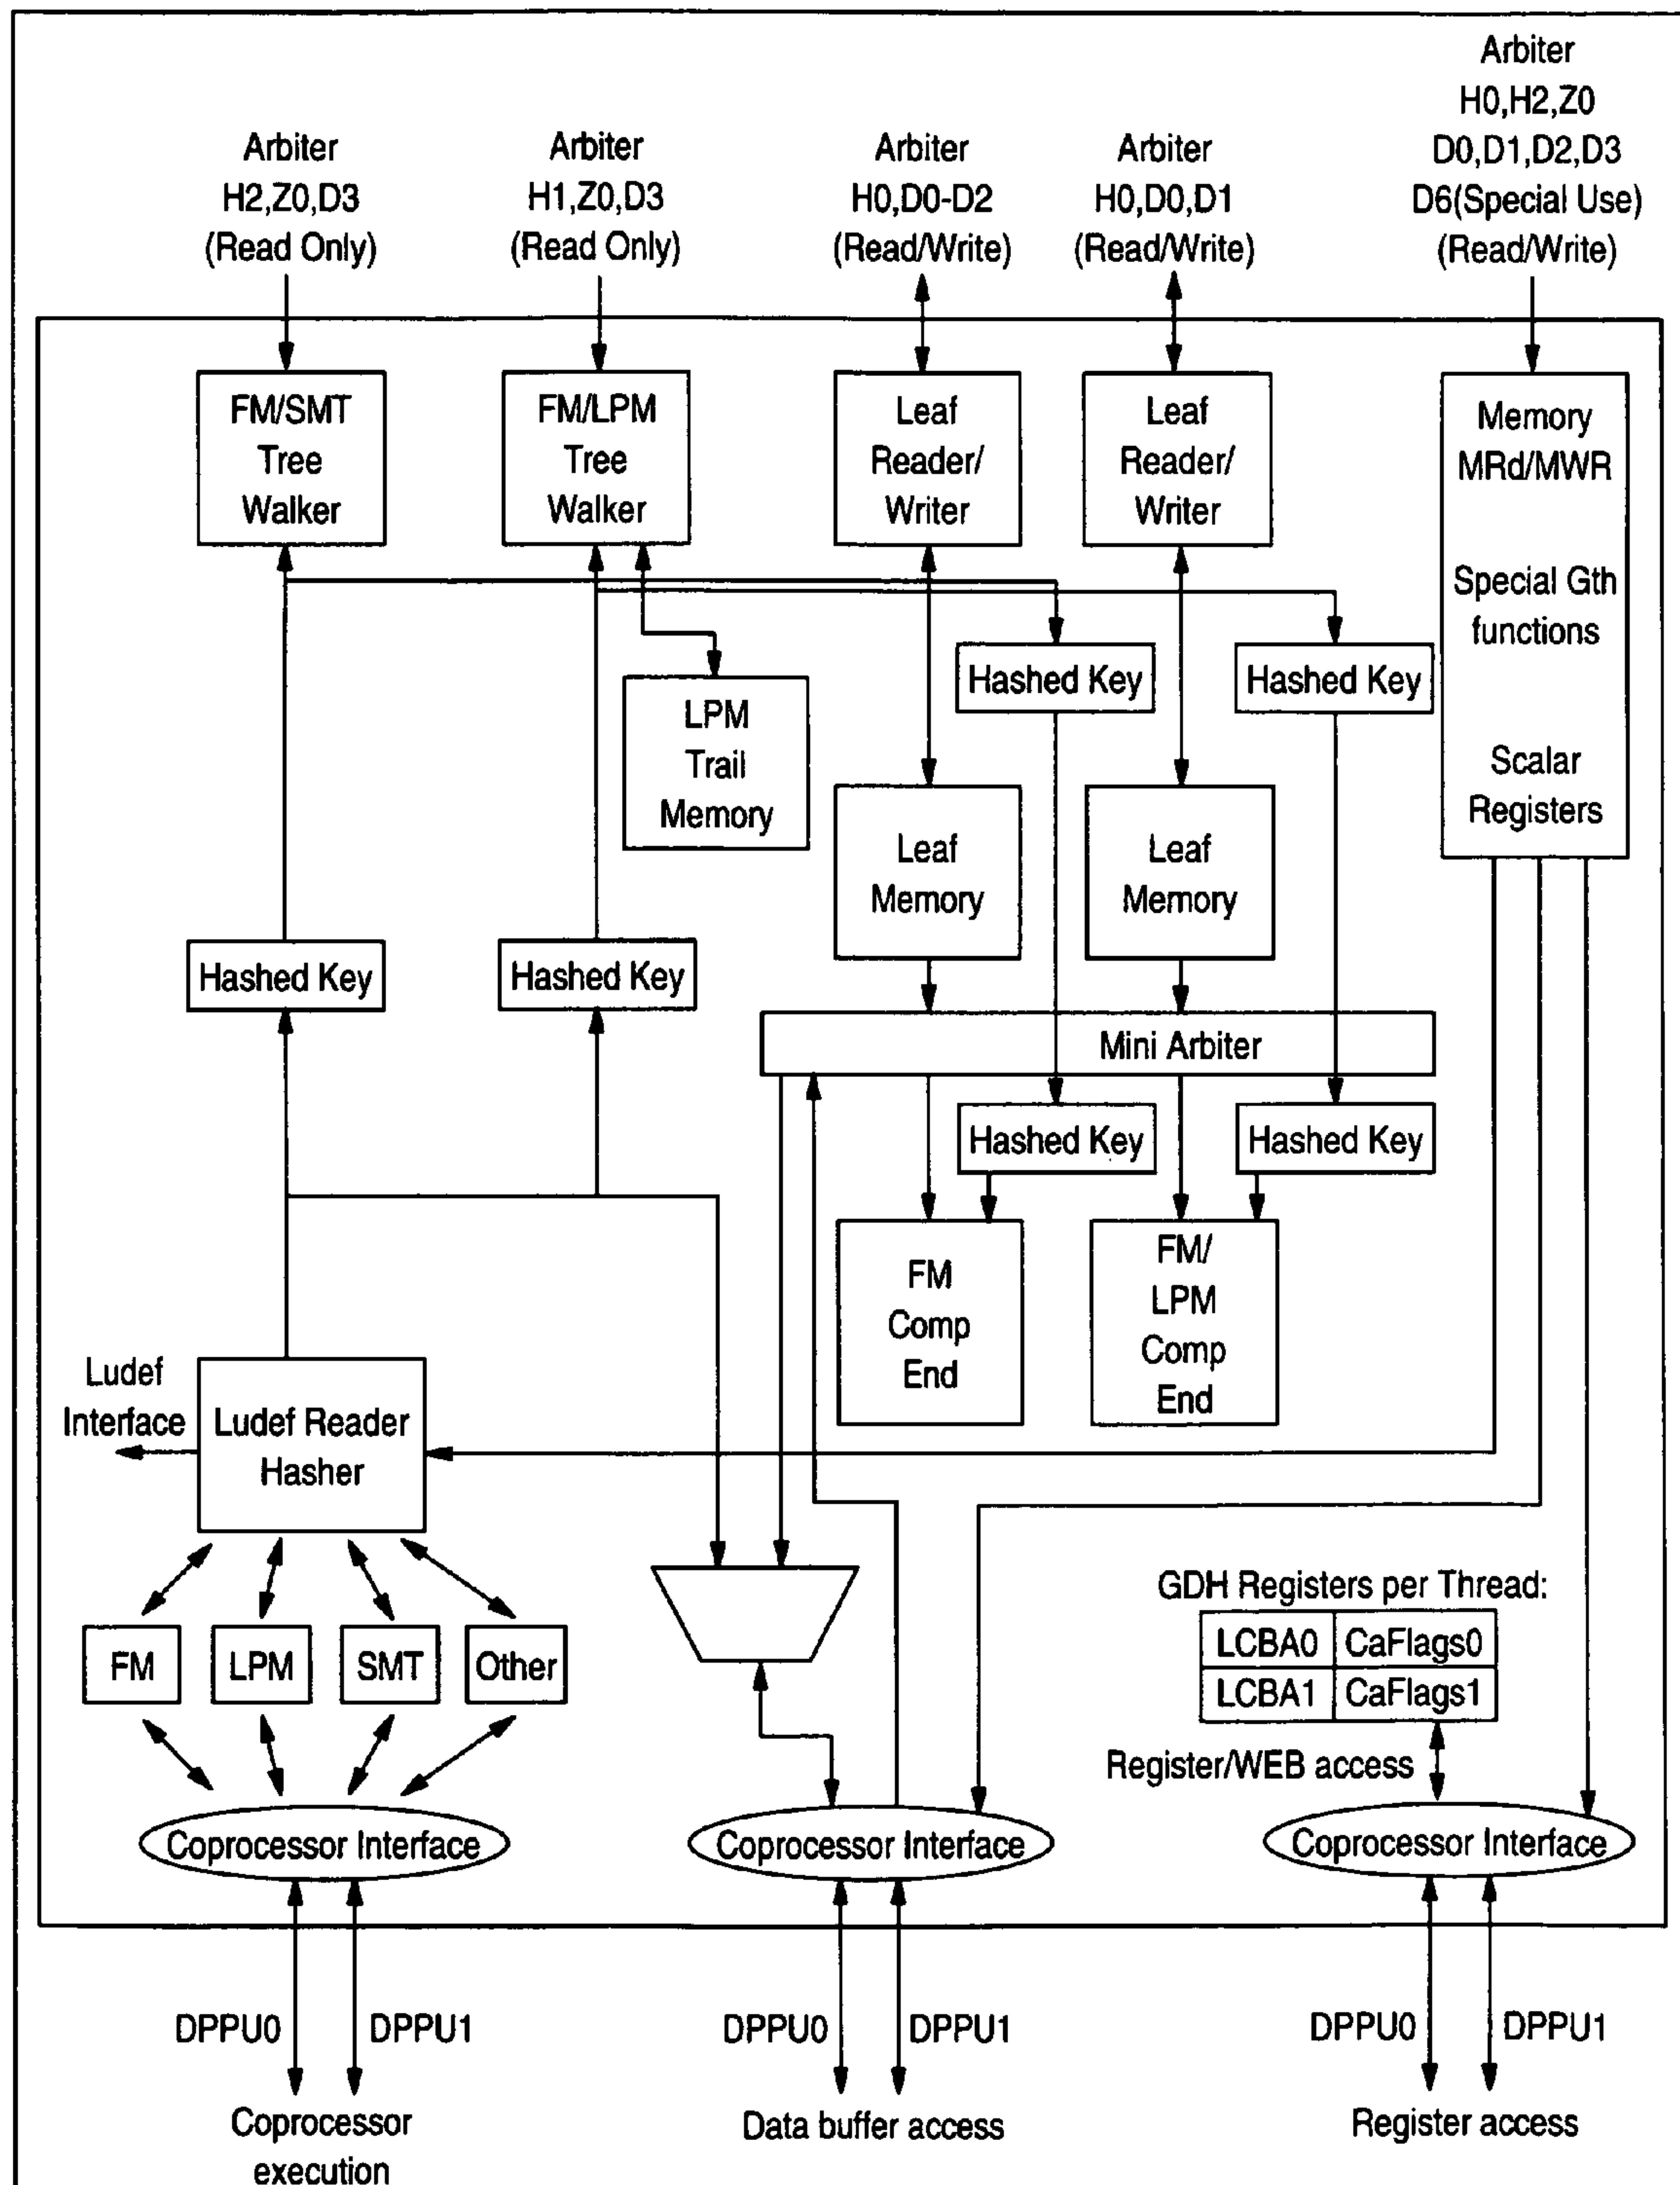 Arbiter
H0,H2,Z0
D0,D1,D2,D3
D6(Special Use)
(Read/Write)
Arbiter
H2,Z0,D3
(Read Only)
Arbiter
H1,Z0,D3
(Read Only)
Arbiter
H0,D0-D2
(Read/Write)
Arbiter
H0,D0,D1
(Read/Write)
FM/SMT
Tree
Walker
FM/LPM
Tree
Walker
Leaf
Reader/
Writer
Leaf
Reader/
Writer
Memory
MRd/MWR
Special Gth
functions
Scalar
Registers
Hashed Key
Hashed Key
LPM
Trail
Memory
Leaf
Memory
Leaf
Memory
Hashed Key
Hashed Key
Mini Arbiter
Hashed Key
Hashed Key
FM
Comp
End
FM/
LPM
Comp
End
Ludef
Interface
Ludef Reader
Hasher
FM
LPM
SMT
Other
GDH Registers per Thread:
LCBA0 CaFlags0
LCBA1 CaFlags1
Register/WEB access
Coprocessor Interface
Coprocessor Interface
Coprocessor Interface
DPPU0 DPPU1
DPPU0 DPPU1
DPPU0 DPPU1
Coprocessor
execution
Data buffer access
Register access